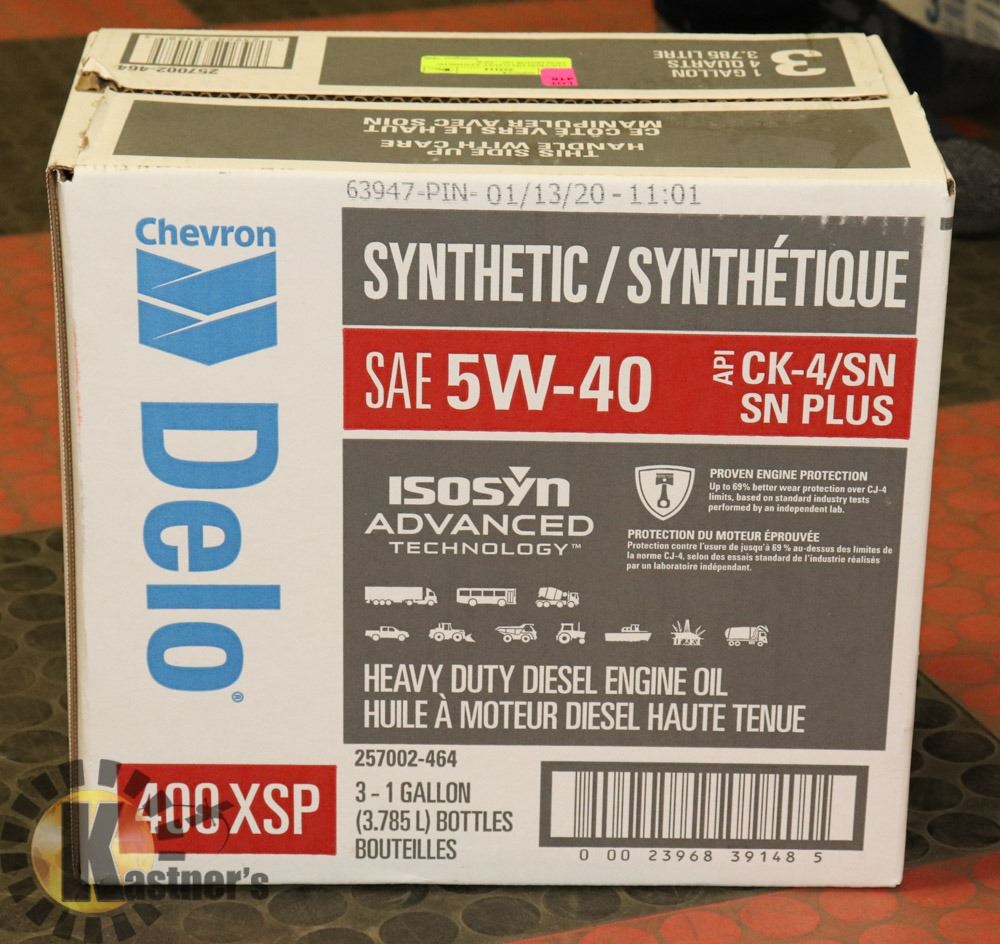 257002-464
3
1 GALLON
4 QUARTS
3.785 LITRE
THIS SIDE UP
HANDLE WITH CARE
CE CÔTÉ VERS LE HAUT
MANIPULER AVEC SOIN
63947-PIN- 01/13/20 - 11:01
Chevron
Delo®
400 XSP
SYNTHETIC / SYNTHÉTIQUE
SAE 5W-40
API CK-4/SN
SN PLUS
ISOSYN
ADVANCED
TECHNOLOGY™
PROVEN ENGINE PROTECTION
Up to 69% better wear protection over CJ-4
limits, based on standard industry tests
performed by an independent lab.
PROTECTION DU MOTEUR ÉPROUVÉE
Protection contre l'usure de jusqu'à 69 % au-dessus des limites de
la norme CJ-4, selon des essais standard de l'industrie réalisés
par un laboratoire indépendant.
HEAVY DUTY DIESEL ENGINE OIL
HUILE À MOTEUR DIESEL HAUTE TENUE
257002-464
3 - 1 GALLON
(3.785 L) BOTTLES
BOUTEILLES
0 00 23968 39148 5
Kastner's